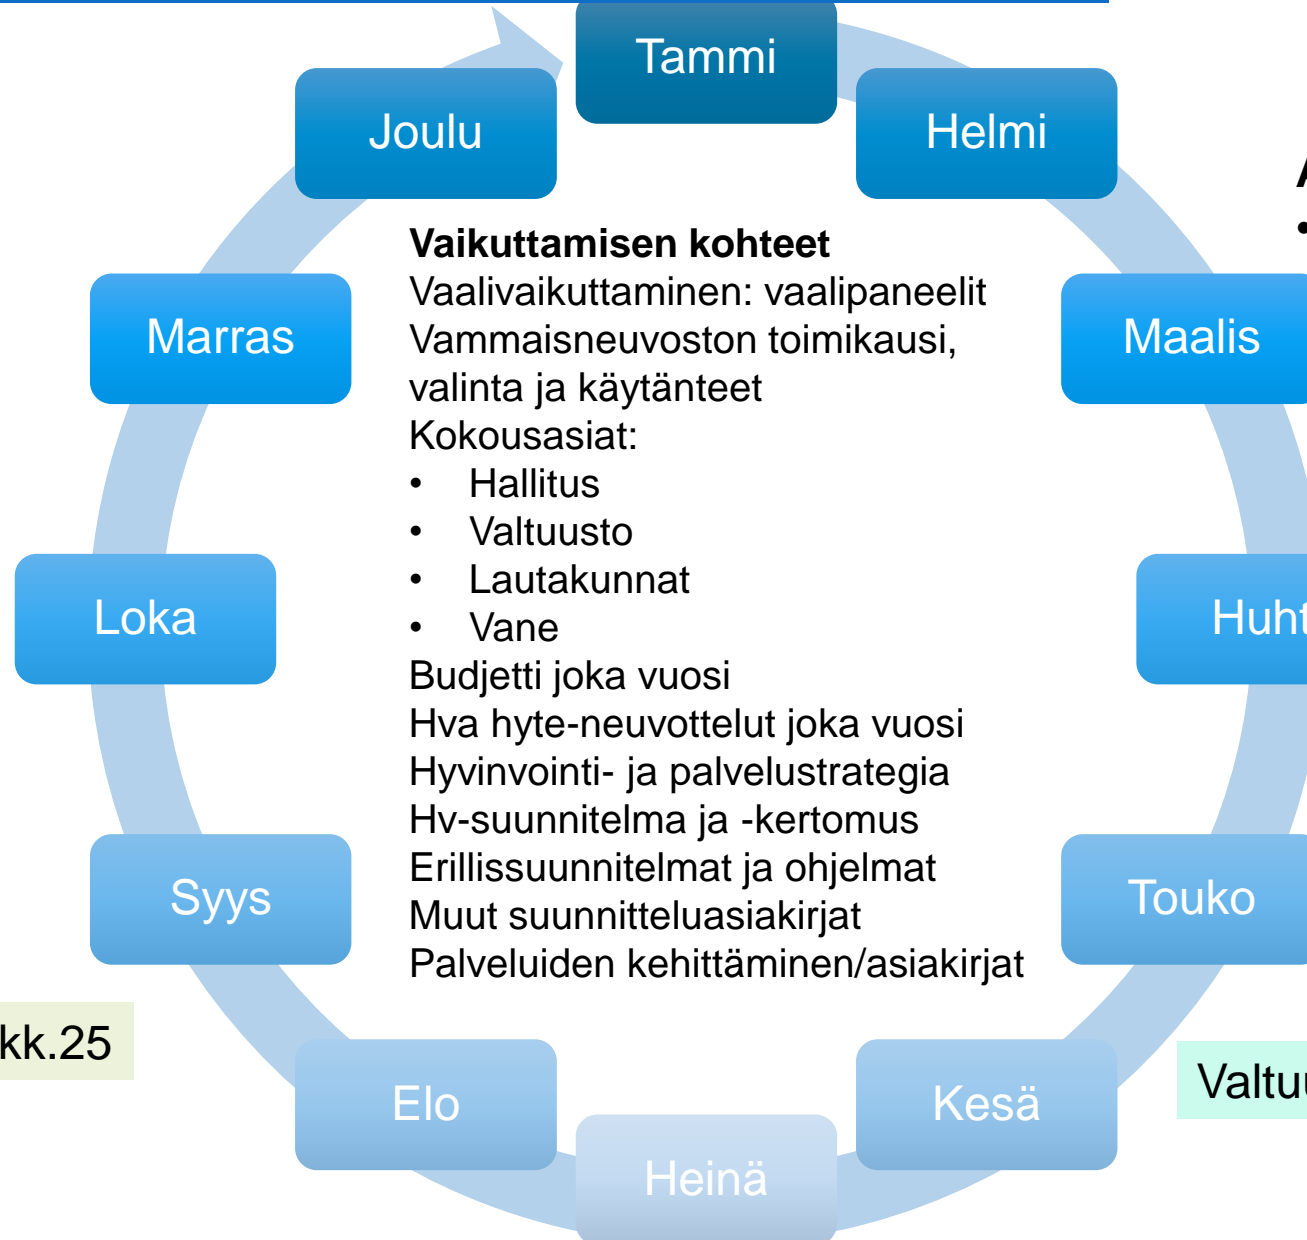 Tammi
Joulu
Helmi
Marras
Maalis
Vaikuttamisen kohteet
Vaalivaikuttaminen: vaalipaneelit
Vammaisneuvoston toimikausi,
valinta ja käytänteet
Kokousasiat:
• Hallitus
• Valtuusto
• Lautakunnat
• Vane
Budjetti joka vuosi
Hva hyte-neuvottelut joka vuosi
Hyvinvointi- ja palvelustrategia
Hv-suunnitelma ja -kertomus
Erillissuunnitelmat ja ohjelmat
Muut suunnitteluasiakirjat
Palveluiden kehittäminen/asiakirjat
Loka
Syys
Touko
kk.25
Elo
Kesä
Heinä